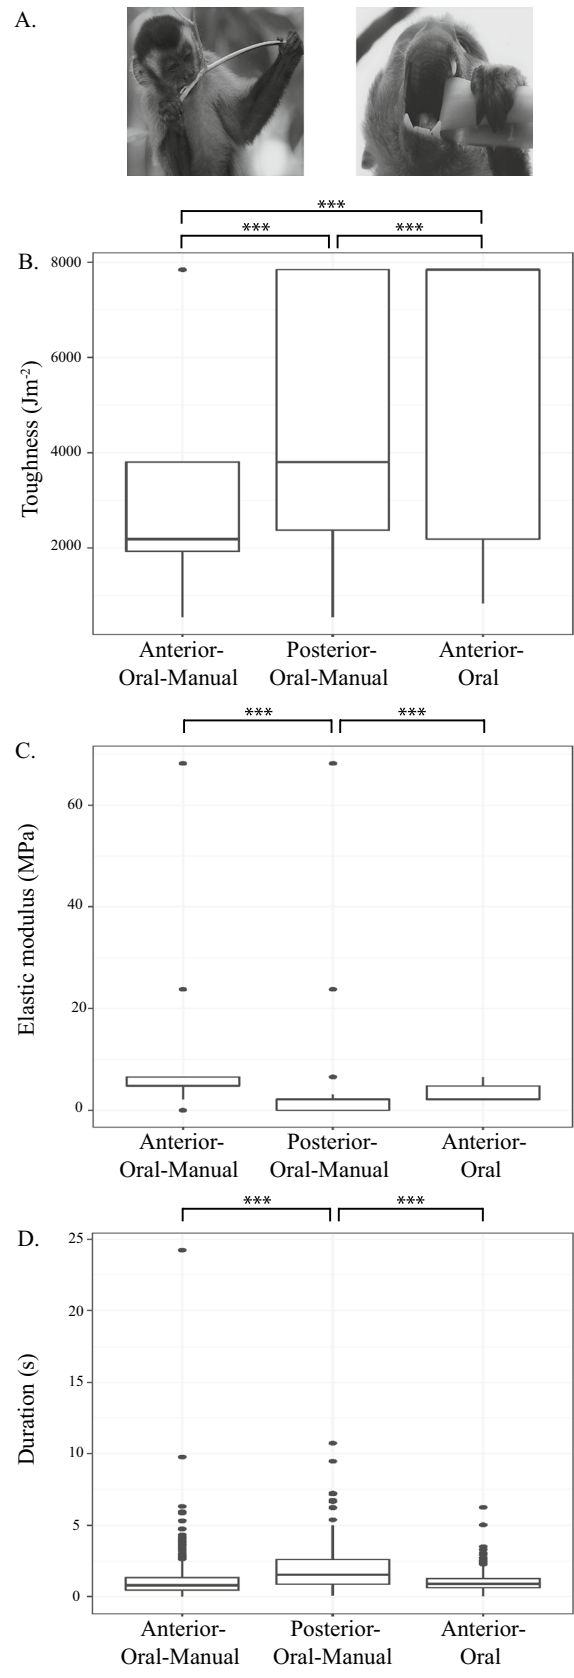 A.
***
*** ***
B.
8000
6000
4000
2000
Toughness (Jm-2)
Anterior- Posterior- Anterior-
Oral-Manual Oral-Manual Oral
*** ***
C.
60
40
20
0
Elastic modulus (MPa)
Anterior- Posterior- Anterior-
Oral-Manual Oral-Manual Oral
*** ***
D.
25
20
15
10
5
0
Duration (s)
Anterior- Posterior- Anterior-
Oral-Manual Oral-Manual Oral